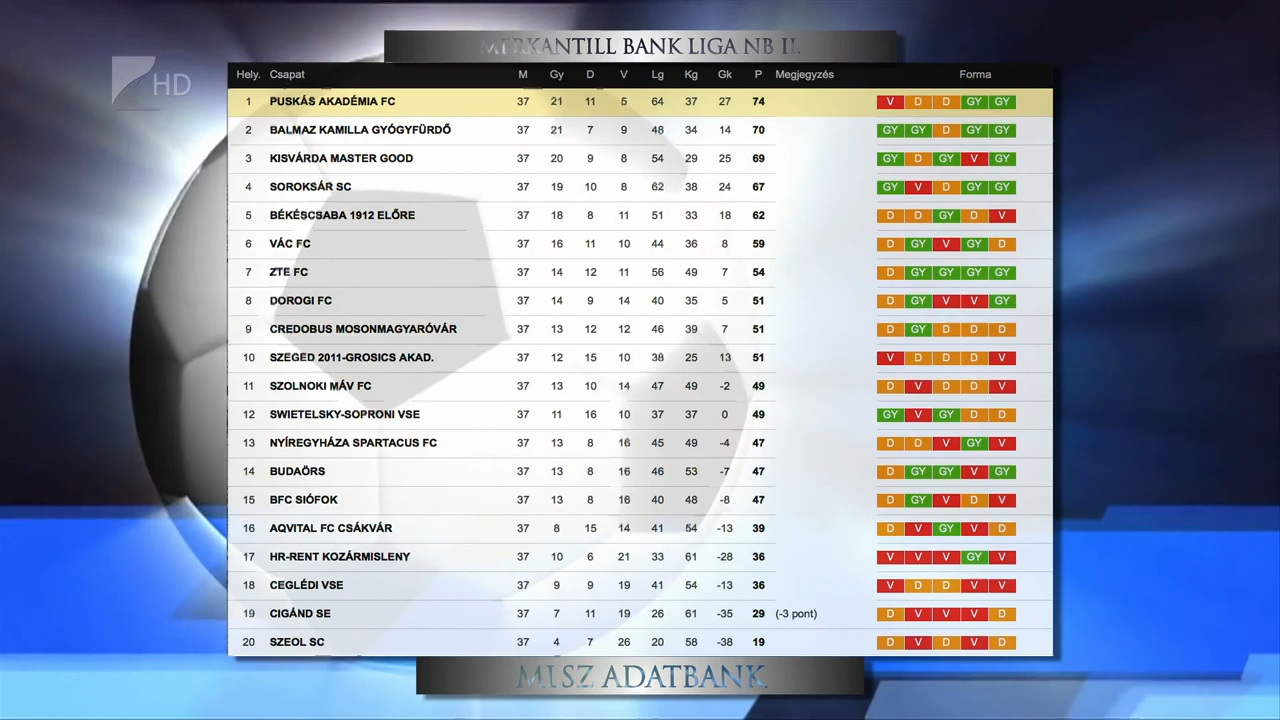 MERKANTILL BANK LIGA NB II.
HD
Hely. Csapat M Gy D V Lg Kg Gk P Megjegyzés Forma
1 PUSKÁS AKADÉMIA FC 37 21 11 5 64 37 27 74 V D D GY GY
2 BALMAZ KAMILLA GYÓGYFÜRDŐ 37 21 7 9 48 34 14 70 GY GY D GY GY
3 KISVÁRDA MASTER GOOD 37 20 9 8 54 29 25 69 GY D GY V GY
4 SOROKSÁR SC 37 19 10 8 62 38 24 67 GY V D GY GY
5 BÉKÉSCSABA 1912 ELŐRE 37 18 8 11 51 33 18 62 D D GY D V
6 VÁC FC 37 16 11 10 44 36 8 59 D GY V GY D
7 ZTE FC 37 14 12 11 56 49 7 54 D GY GY GY GY
8 DOROGI FC 37 14 9 14 40 35 5 51 D GY V V GY
9 CREDOBUS MOSONMAGYARÓVÁR 37 13 12 12 46 39 7 51 D GY D D D
10 SZEGED 2011-GROSICS AKAD. 37 12 15 10 38 25 13 51 V D D D V
11 SZOLNOKI MÁV FC 37 13 10 14 47 49 -2 49 D V D D V
12 SWIETELSKY-SOPRONI VSE 37 11 16 10 37 37 0 49 GY V GY D D
13 NYÍREGYHÁZA SPARTACUS FC 37 13 8 16 45 49 -4 47 D D V GY V
14 BUDAÖRS 37 13 8 16 46 53 -7 47 D GY GY V GY
15 BFC SIÓFOK 37 13 8 16 40 48 -8 47 D GY V D V
16 AQVITAL FC CSÁKVÁR 37 8 15 14 41 54 -13 39 D V GY V D
17 HR-RENT KOZÁRMISLENY 37 10 6 21 33 61 -28 36 V V V GY V
18 CEGLÉDI VSE 37 9 9 19 41 54 -13 36 V D D V V
19 CIGÁND SE 37 7 11 19 26 61 -35 29 (-3 pont) D V V V D
20 SZEOL SC 37 4 7 26 20 58 -38 19 D V D V D
MLSZ ADATBANK